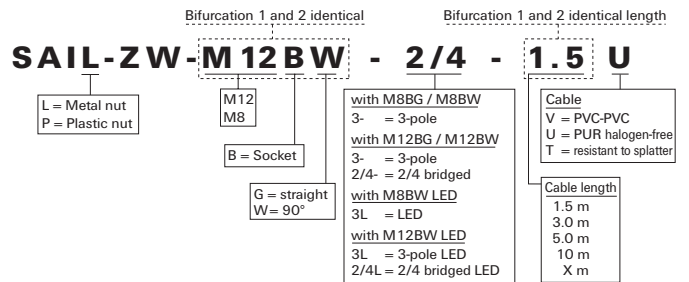 Bifurcation 1 and 2 identical
Bifurcation 1 and 2 identical length
SAIL-ZW-M12BW - 2/4 - 1.5 U
L = Metal nut
P = Plastic nut
M12
M8
B = Socket
G = straight
W = 90°
with M8BG / M8BW
3- = 3-pole
with M12BG / M12BW
3- = 3-pole
2/4- = 2/4 bridged
with M8BW LED
3L = LED
with M12BW LED
3L = 3-pole LED
2/4L = 2/4 bridged LED
Cable
V = PVC-PVC
U = PUR halogen-free
T = resistant to splatter
Cable length
1.5 m
3.0 m
5.0 m
10 m
X m